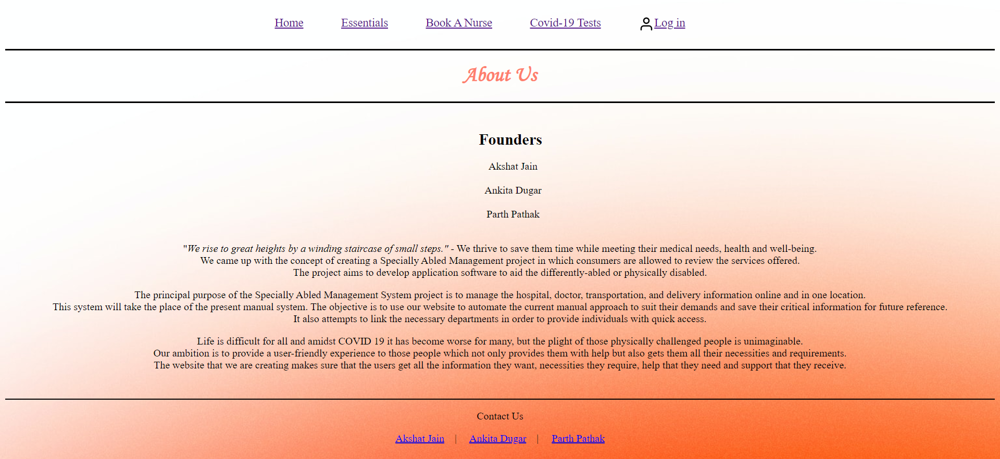 Home Essentials Book A Nurse Covid-19 Tests Log in
About Us
Founders
Akshat Jain
Ankita Dugar
Parth Pathak
"We rise to great heights by a winding staircase of small steps." - We thrive to save them time while meeting their medical needs, health and well-being.
We came up with the concept of creating a Specially Abled Management project in which consumers are allowed to review the services offered.
The project aims to develop application software to aid the differently-abled or physically disabled.
The principal purpose of the Specially Abled Management System project is to manage the hospital, doctor, transportation, and delivery information online and in one location.
This system will take the place of the present manual system. The objective is to use our website to automate the current manual approach to suit their demands and save their critical information for future reference.
It also attempts to link the necessary departments in order to provide individuals with quick access.
Life is difficult for all and amidst COVID 19 it has become worse for many, but the plight of those physically challenged people is unimaginable.
Our ambition is to provide a user-friendly experience to those people which not only provides them with help but also gets them all their necessities and requirements.
The website that we are creating makes sure that the users get all the information they want, necessities they require, help that they need and support that they receive.
Contact Us
Akshat Jain | Ankita Dugar | Parth Pathak